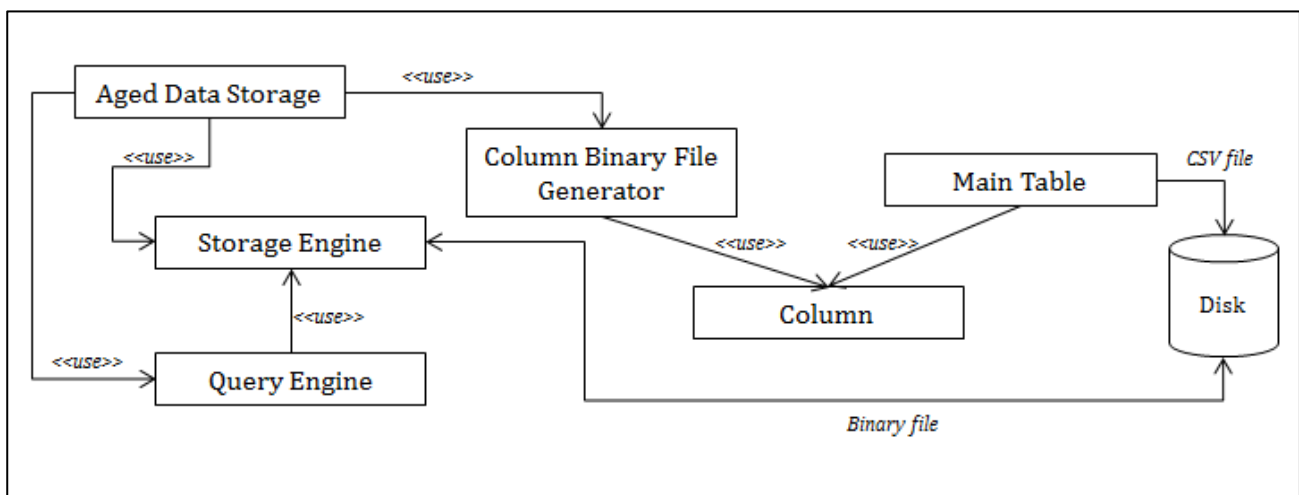 <<use>>
Aged Data Storage
<<use>>
Column Binary File
Generator
CSV file
Main Table
Storage Engine
<<use>>
<<use>>
Disk
Column
<<use>>
<<use>>
Query Engine
Binary file